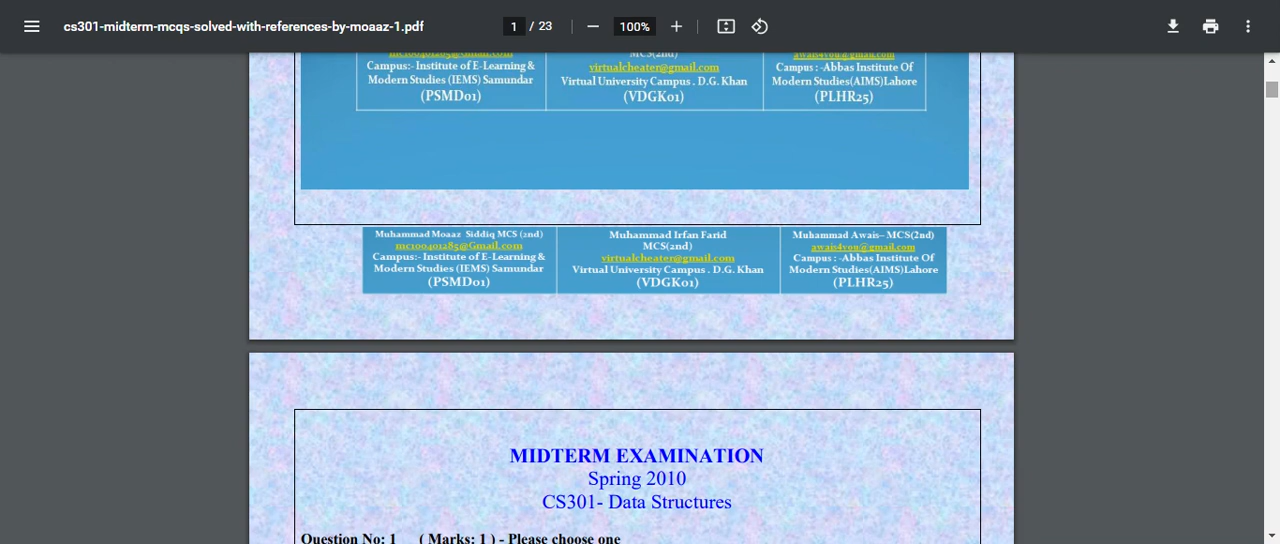 cs301-midterm-mcqs-solved-with-references-by-moaaz-1.pdf
1 / 23
100%
Campus:- Institute of E-Learning &
Modern Studies (IEMS) Samundar
(PSMD01)
MCS(2nd)
virtualcheater@gmail.com
Virtual University Campus . D.G. Khan
(VDGK01)
Campus : -Abbas Institute Of
Modern Studies(AIMS)Lahore
(PLHR25)
Muhammad Moaaz Siddiq MCS (2nd)
mc100401285@Gmail.com
Campus:- Institute of E-Learning &
Modern Studies (IEMS) Samundar
(PSMD01)
Muhammad Irfan Farid
MCS(2nd)
virtualcheater@gmail.com
Virtual University Campus . D.G. Khan
(VDGK01)
Muhammad Awais– MCS(2nd)
awais4you@gmail.com
Campus : -Abbas Institute Of
Modern Studies(AIMS)Lahore
(PLHR25)
MIDTERM EXAMINATION
Spring 2010
CS301- Data Structures
Question No: 1 ( Marks: 1 ) - Please choose one